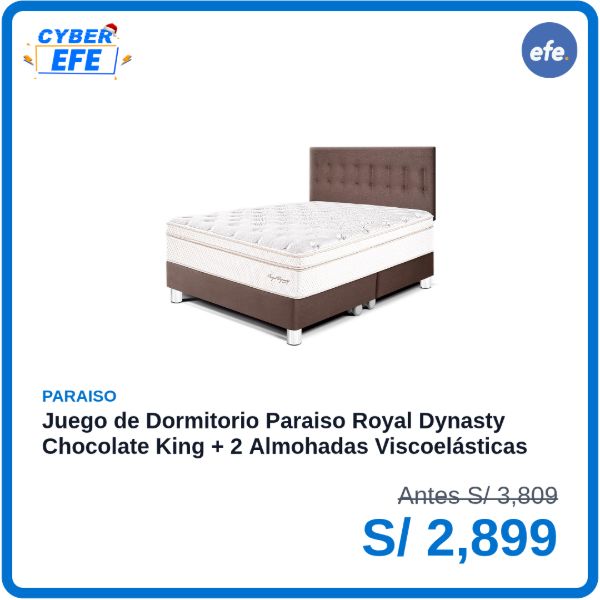 CYBER
EFE
efe.
PARAISO
Juego de Dormitorio Paraiso Royal Dynasty
Chocolate King + 2 Almohadas Viscoelásticas
Antes S/ 3,809
S/ 2,899